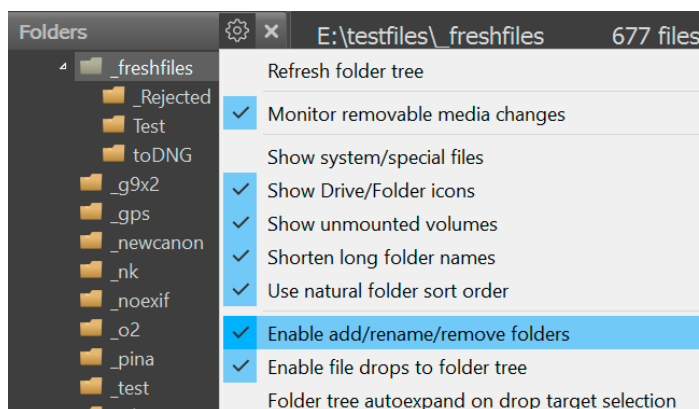 Folders
E:\testfiles\_freshfiles 677 files
_freshfiles
_Rejected
Test
toDNG
_g9x2
_gps
_newcanon
_nk
_noexif
_o2
_pina
_test
Refresh folder tree
Monitor removable media changes
Show system/special files
Show Drive/Folder icons
Show unmounted volumes
Shorten long folder names
Use natural folder sort order
Enable add/rename/remove folders
Enable file drops to folder tree
Folder tree autoexpand on drop target selection